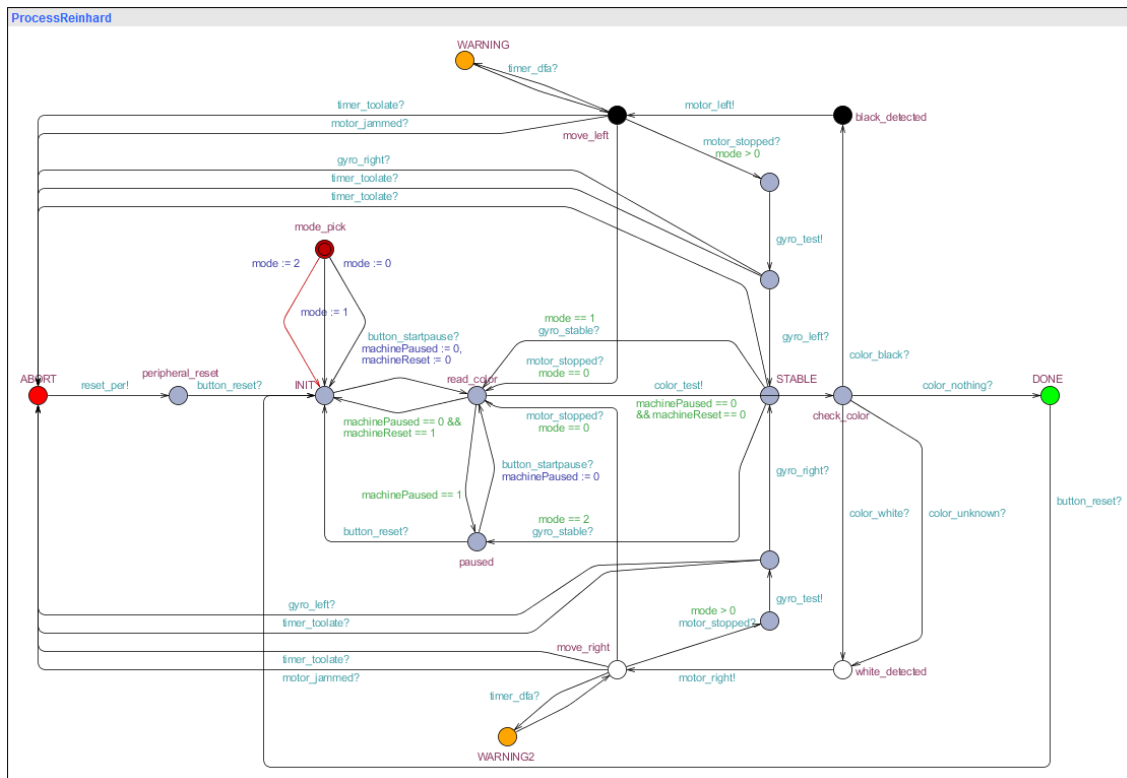 ProcessReinhard
WARNING
timer_dfa?
timer_toolate?
motor_jammed?
move_left
motor_left!
black_detected
motor_stopped?
mode > 0
gyro_right?
timer_toolate?
timer_toolate?
mode_pick
mode := 2
mode := 0
mode := 1
gyro_test!
gyro_left?
button_startpause?
machinePaused := 0,
machineReset := 0
mode == 1
gyro_stable?
motor_stopped?
mode == 0
color_black?
ABORT
reset_per!
peripheral_reset
button_reset?
INIT
read_color
color_test!
STABLE
machinePaused == 0
&& machineReset == 0
check_color
color_nothing?
DONE
machinePaused == 0 &&
machineReset == 1
motor_stopped?
mode == 0
button_startpause?
machinePaused := 0
machinePaused == 1
gyro_right?
button_reset?
mode == 2
gyro_stable?
paused
color_white?
color_unknown?
button_reset?
gyro_left?
timer_toolate?
mode > 0
motor_stopped?
gyro_test!
move_right
timer_toolate?
motor_jammed?
motor_right!
white_detected
timer_dfa?
WARNING2